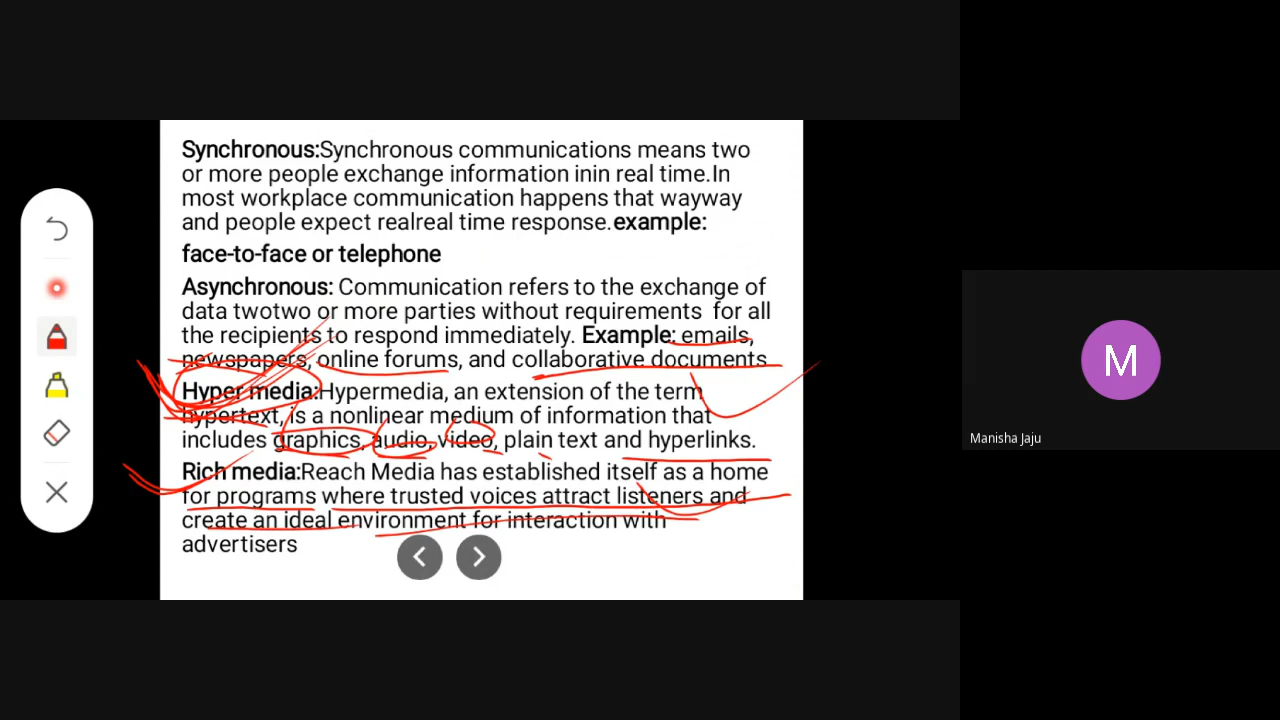 Synchronous:Synchronous communications means two
or more people exchange information inin real time.In
most workplace communication happens that wayway
and people expect realreal time response.example:
face-to-face or telephone
Asynchronous: Communication refers to the exchange of
data twotwo or more parties without requirements for all
the recipients to respond immediately. Example: emails,
newspapers, online forums, and collaborative documents
Hyper media:Hypermedia, an extension of the term
hypertext, is a nonlinear medium of information that
includes graphics, audio, video, plain text and hyperlinks.
Rich media:Reach Media has established itself as a home
for programs where trusted voices attract listeners and
create an ideal environment for interaction with
advertisers
M
Manisha Jaju